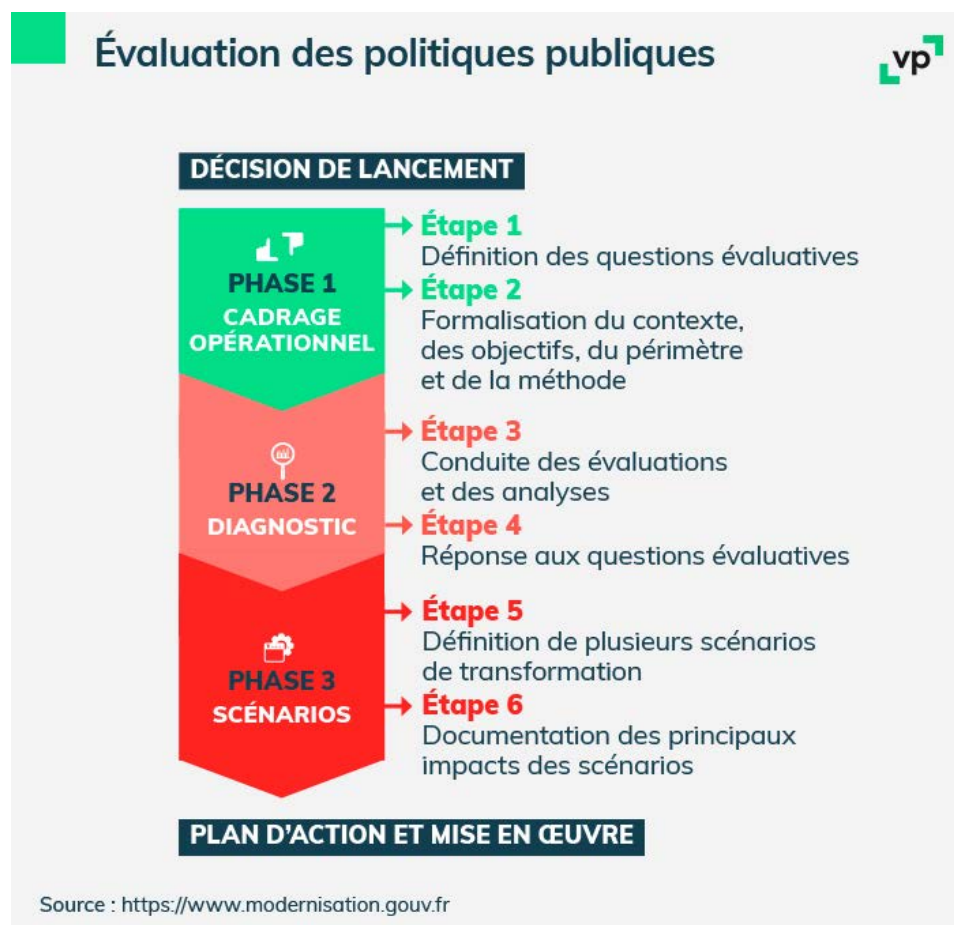 Évaluation des politiques publiques
vp
DÉCISION DE LANCEMENT
PHASE 1
CADRAGE
OPÉRATIONNEL
Étape 1
Définition des questions évaluatives
Étape 2
Formalisation du contexte,
des objectifs, du périmètre
et de la méthode
PHASE 2
DIAGNOSTIC
Étape 3
Conduite des évaluations
et des analyses
Étape 4
Réponse aux questions évaluatives
PHASE 3
SCÉNARIOS
Étape 5
Définition de plusieurs scénarios
de transformation
Étape 6
Documentation des principaux
impacts des scénarios
PLAN D’ACTION ET MISE EN ŒUVRE
Source : https://www.modernisation.gouv.fr